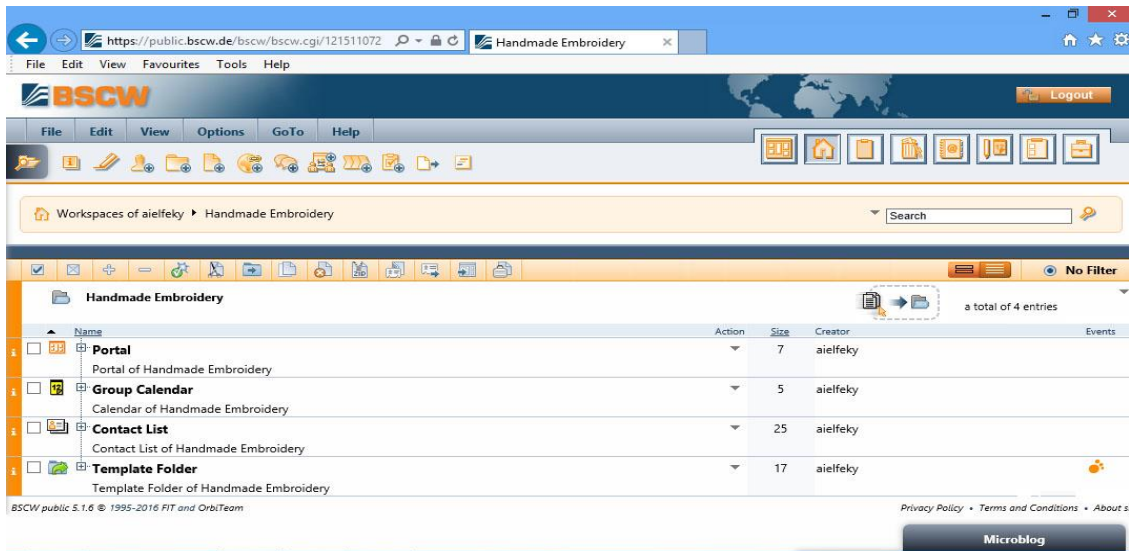 https://public.bscw.de/bscw/bscw.cgi/121511072
Handmade Embroidery
File Edit View Favourites Tools Help
BSCW
Logout
File Edit View Options GoTo Help
Workspaces of aielfeky Handmade Embroidery
Search
No Filter
Handmade Embroidery
a total of 4 entries
Name Action Size Creator Events
Portal 7 aielfeky
Portal of Handmade Embroidery
12
Group Calendar 5 aielfeky
Calendar of Handmade Embroidery
Contact List 25 aielfeky
Contact List of Handmade Embroidery
Template Folder 17 aielfeky
Template Folder of Handmade Embroidery
BSCW public 5.1.6 © 1995-2016 FIT and OrbiTeam
Privacy Policy • Terms and Conditions • About s
Microblog